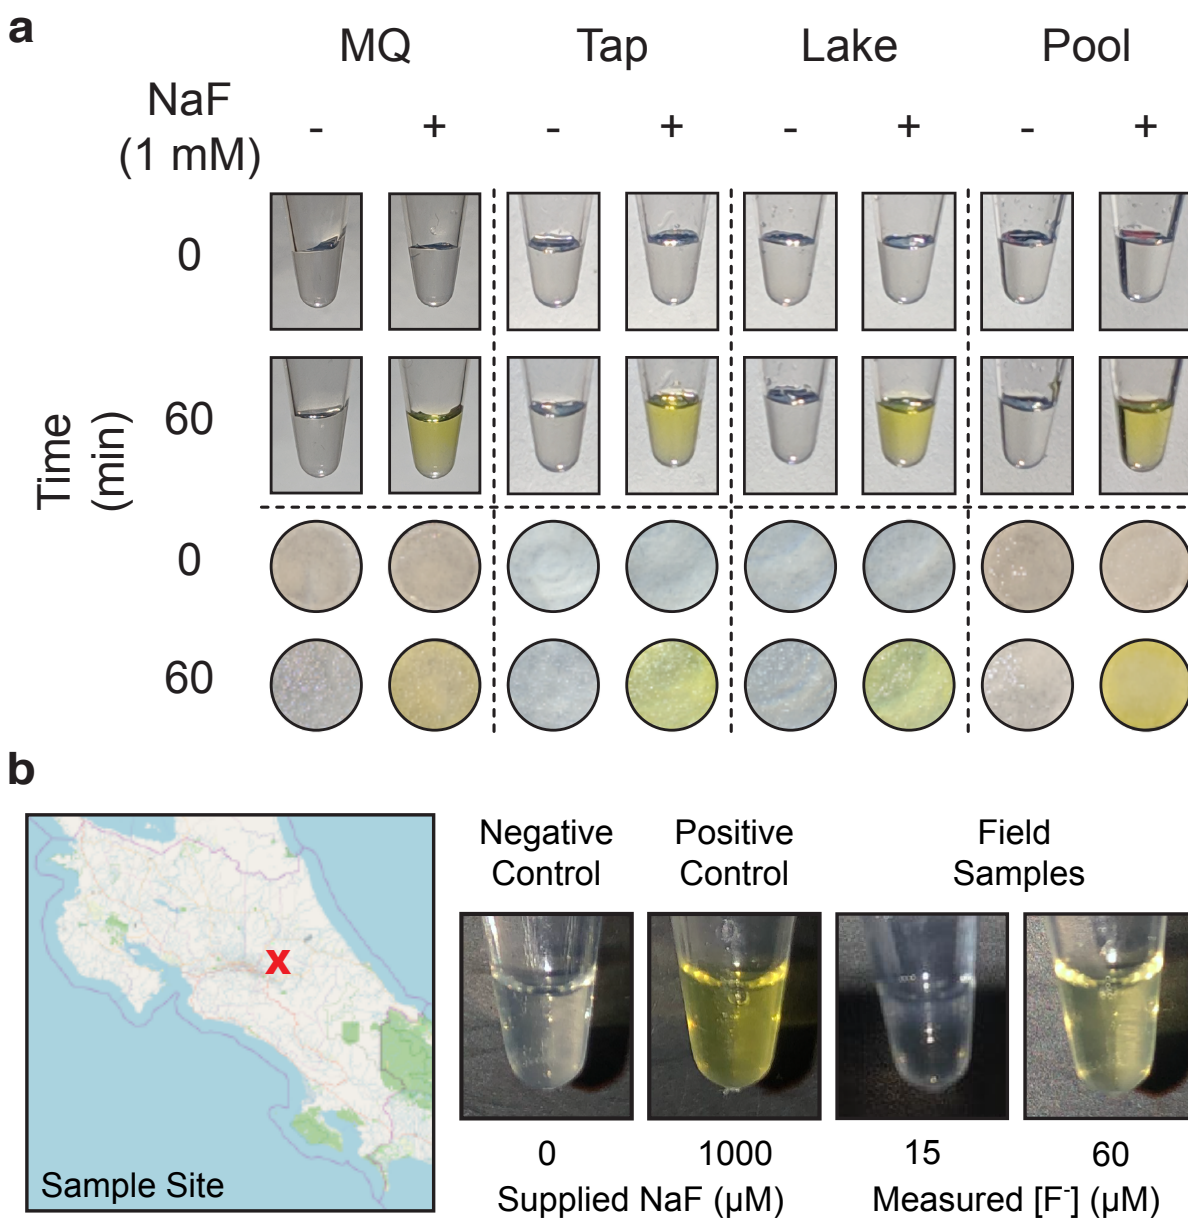 a
MQ Tap Lake Pool
NaF
(1 mM)
- + - + - + - +
0
60
Time
(min)
0
60
b
Negative
Control
Positive
Control
Field
Samples
x
Sample Site
0 1000 15 60
Supplied NaF (μM) Measured [F⁻] (μM)